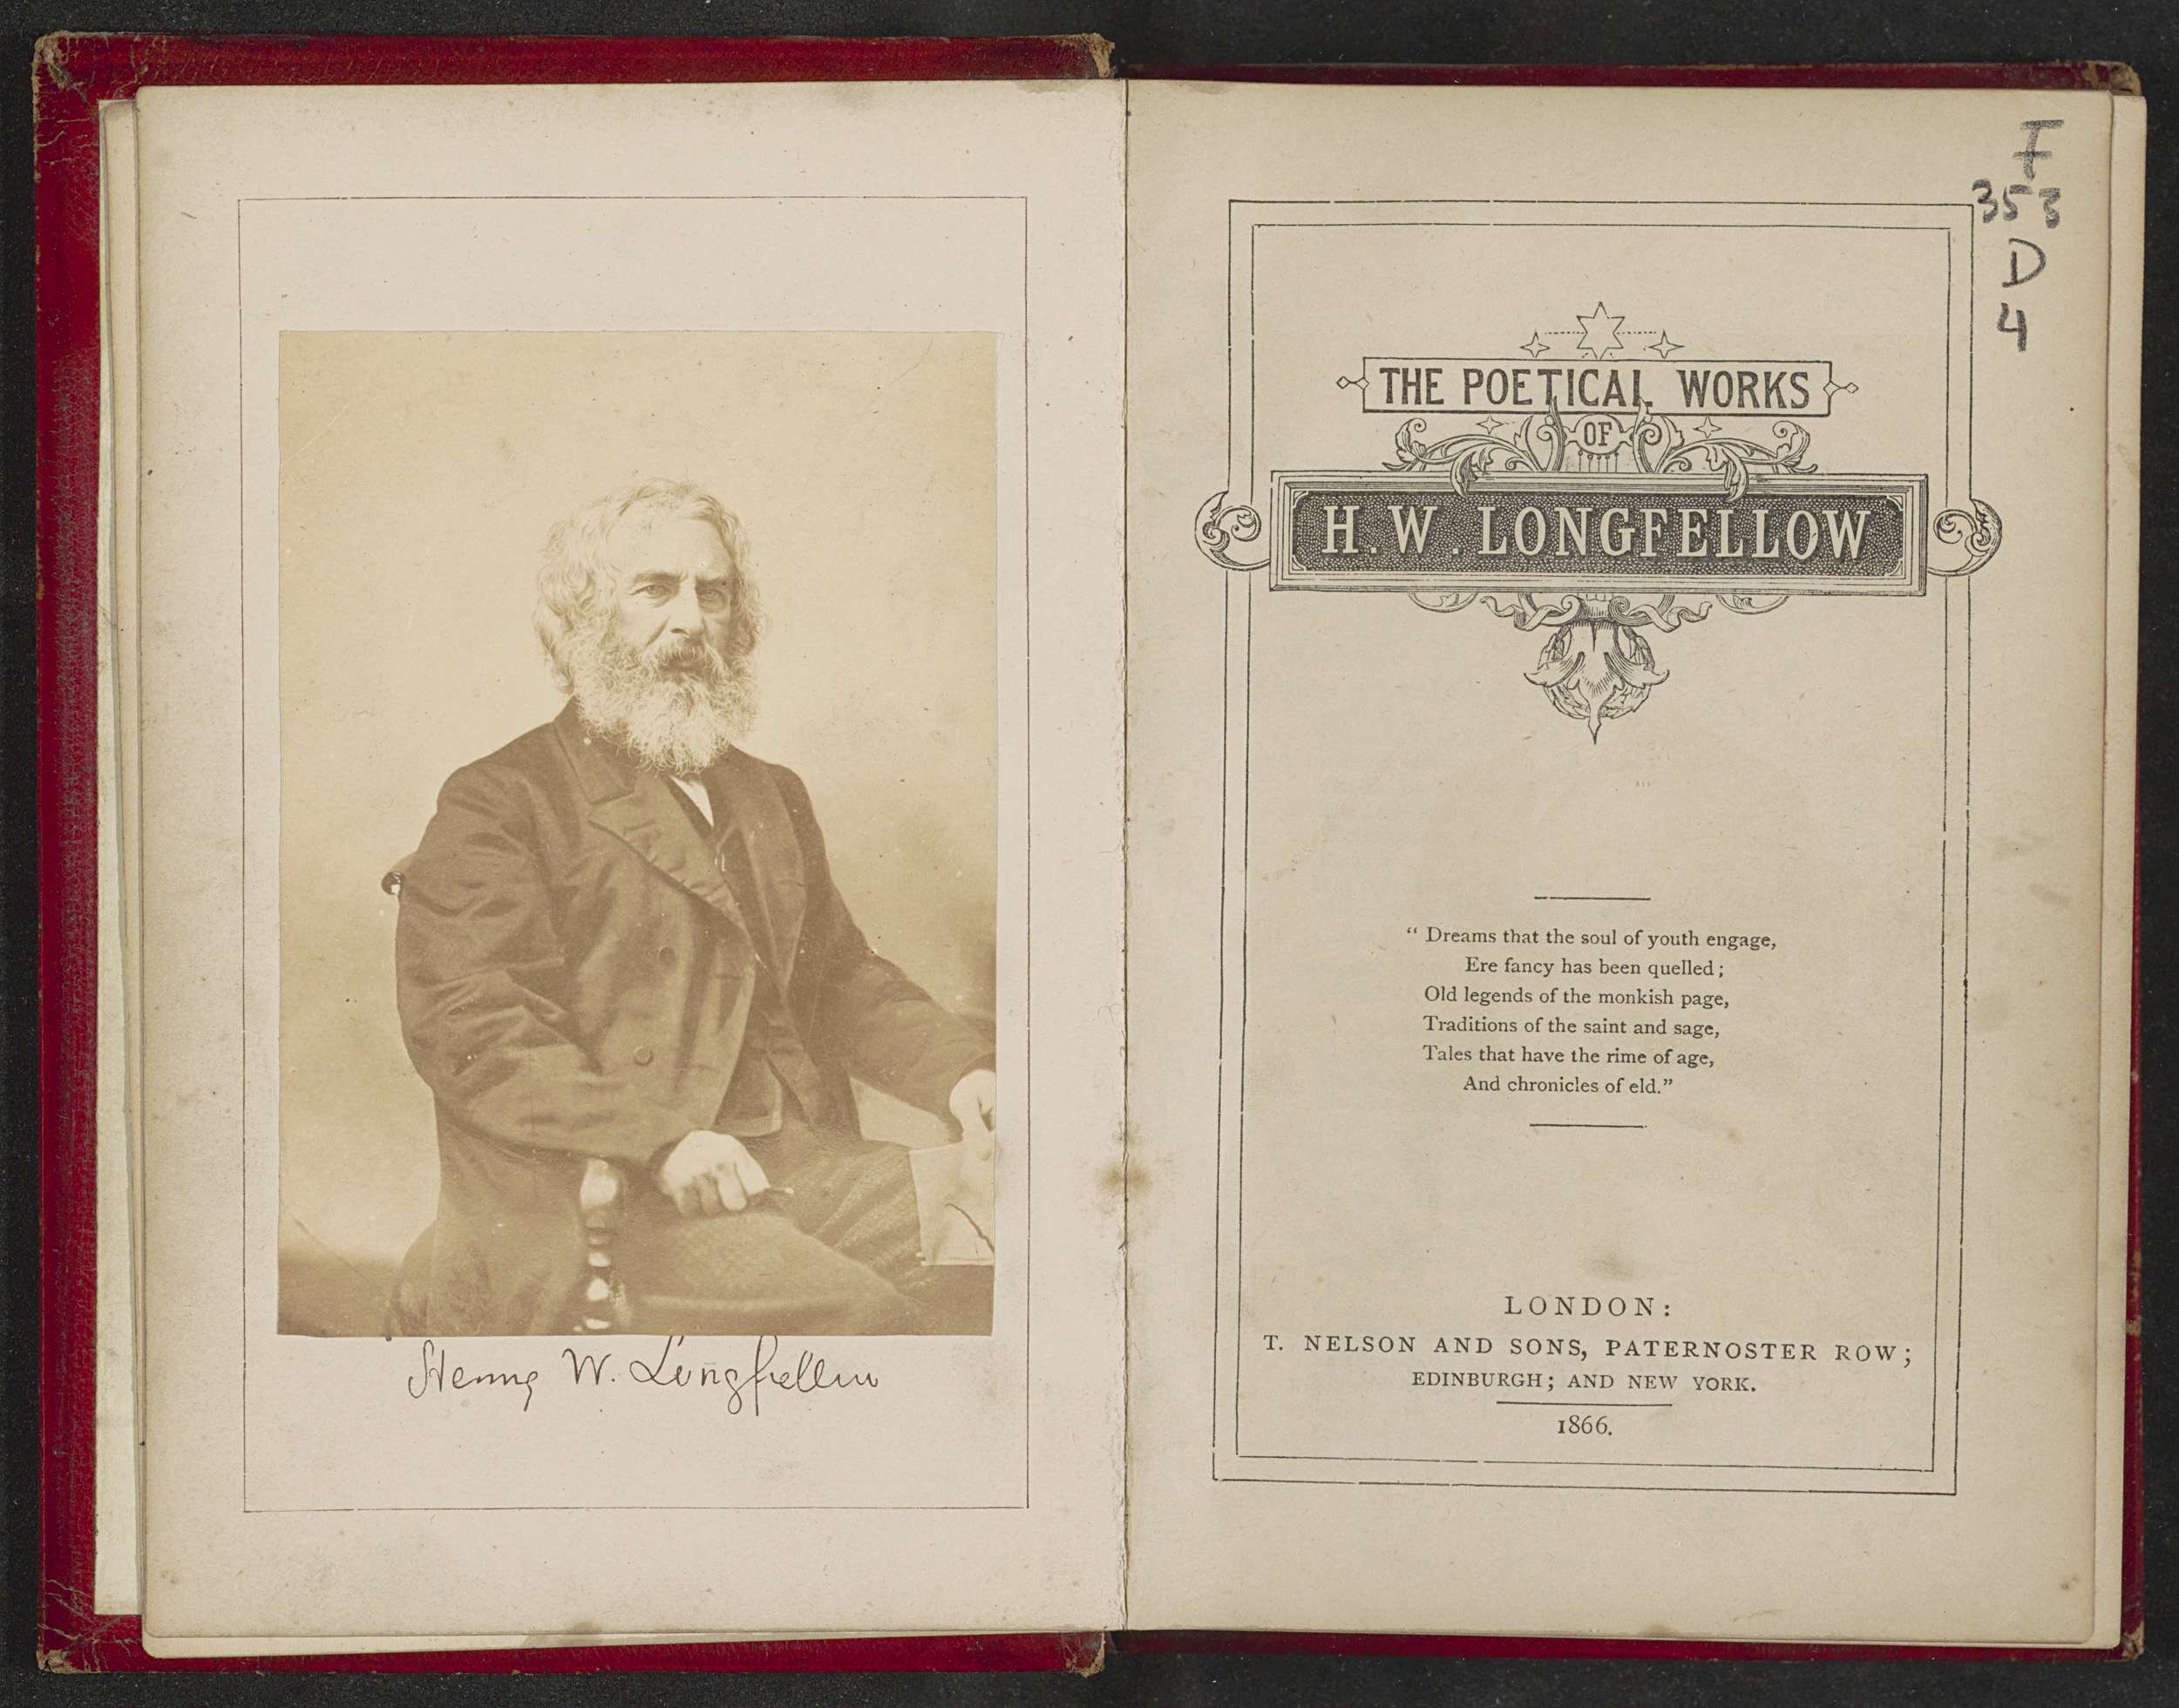 Henry W. Longfellow
F
353
D
4
THE POETICAL WORKS
OF
H. W. LONGFELLOW
“ Dreams that the soul of youth engage,
Ere fancy has been quelled ;
Old legends of the monkish page,
Traditions of the saint and sage,
Tales that have the rime of age,
And chronicles of eld.”
LONDON:
T. NELSON AND SONS, PATERNOSTER ROW;
EDINBURGH; AND NEW YORK.
1866.